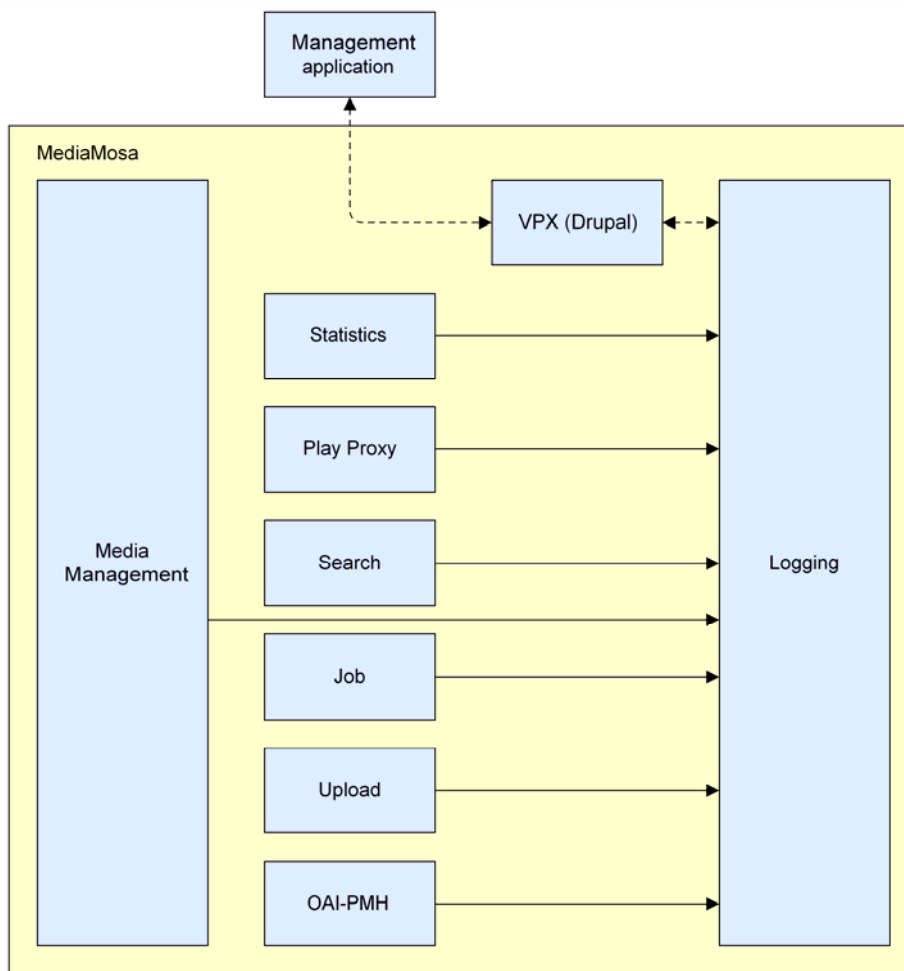 Management
application
MediaMosa
VPX (Drupal)
Statistics
Play Proxy
Search
Media
Management
Logging
Job
Upload
OAI-PMH